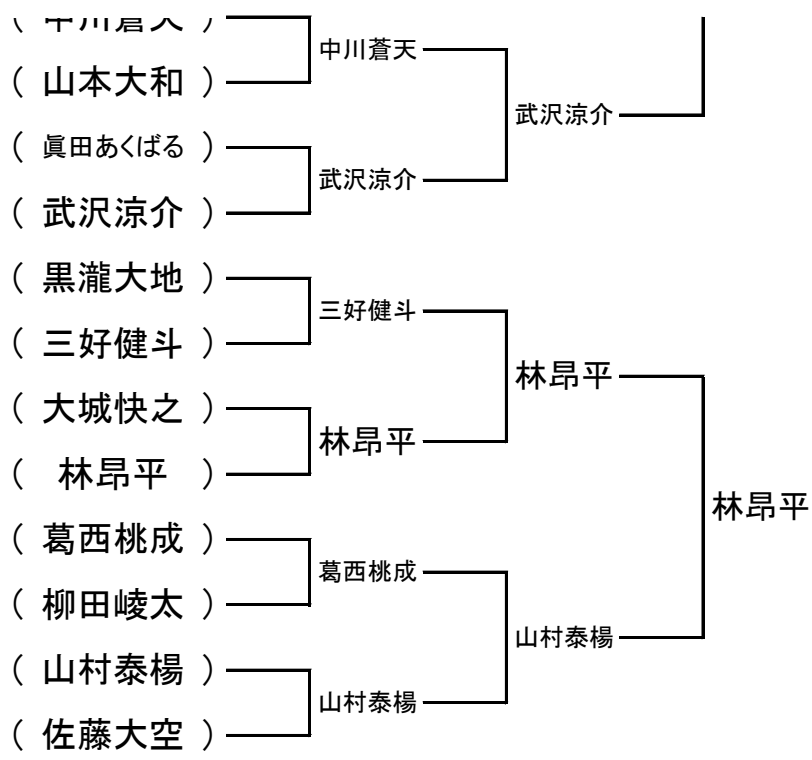 ( 中川蒼天 )
中川蒼天
( 山本大和 )
武沢涼介
( 眞田あくばる )
武沢涼介
( 武沢涼介 )
( 黒瀧大地 )
三好健斗
( 三好健斗 )
林昂平
( 大城快之 )
林昂平
( 林昂平 )
林昂平
( 葛西桃成 )
葛西桃成
( 柳田崚太 )
山村泰楊
( 山村泰楊 )
山村泰楊
( 佐藤大空 )